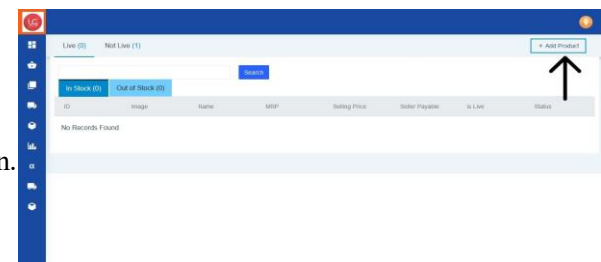 Live (0) Not Live (1) + Add Product
Search
In Stock (0) Out of Stock (0)
ID Image Name MRP Selling Price Seller Payable Is Live Status
No Records Found
n.